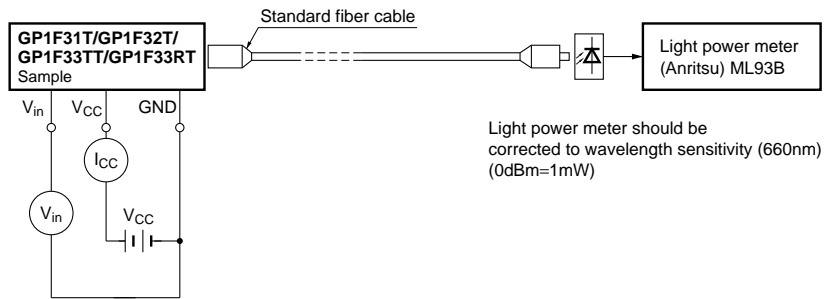 Standard fiber cable
GP1F31T/GP1F32T/
GP1F33TT/GP1F33RT
Sample
Light power meter/
(Anritsu) ML93B
Vin
VCC
GND
ICC
Vin
VCC
Light power meter should be
corrected to wavelength sensitivity (660nm)
(0dBm=1mW)